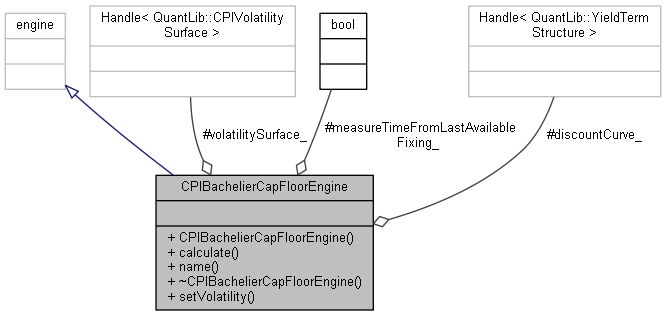 engine
Handle< QuantLib::CPIVolatility
Surface >
bool
Handle< QuantLib::YieldTerm
Structure >
#volatilitySurface_
#measureTimeFromLastAvailable
Fixing_
#discountCurve_
CPIBachelierCapFloorEngine
+ CPIBachelierCapFloorEngine()
+ calculate()
+ name()
+ ~CPIBachelierCapFloorEngine()
+ setVolatility()